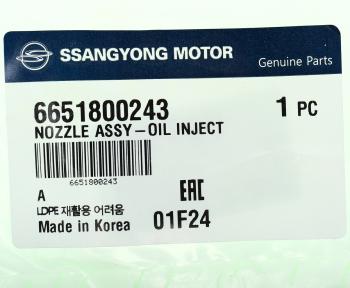 SSANGYONG MOTOR
Genuine Parts
6651800243 1 PC
NOZZLE ASSY-OIL INJECT
6651800243
A EAC
LDPE 재활용 어려움
Made in Korea 01F24